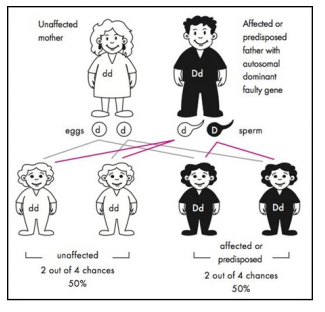 Unaffected
mother
Affected or
predisposed
father with
autosomal
dominant
faulty gene
dd
Dd
eggs d d d D sperm
dd dd Dd Dd
unaffected
2 out of 4 chances
50%
affected or
predisposed
2 out of 4 chances
50%